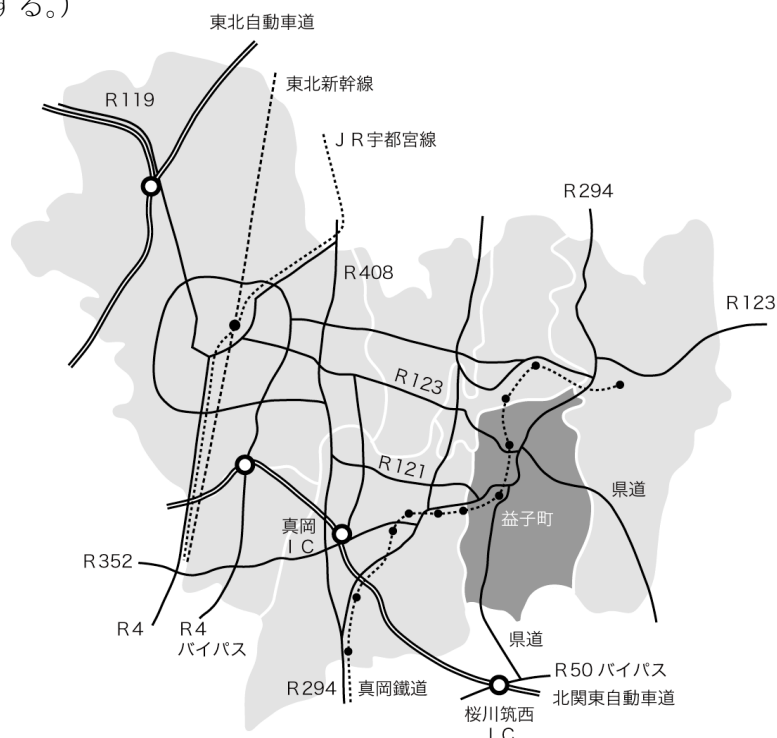 する。)
東北自動車道
東北新幹線
R119
JR宇都宮線
R294
R408
R123
R123
R121
県道
益子町
真岡
IC
R352
R4
R4
バイパス
県道
R50バイパス
R294
真岡鐵道
北関東自動車道
桜川筑西
IC